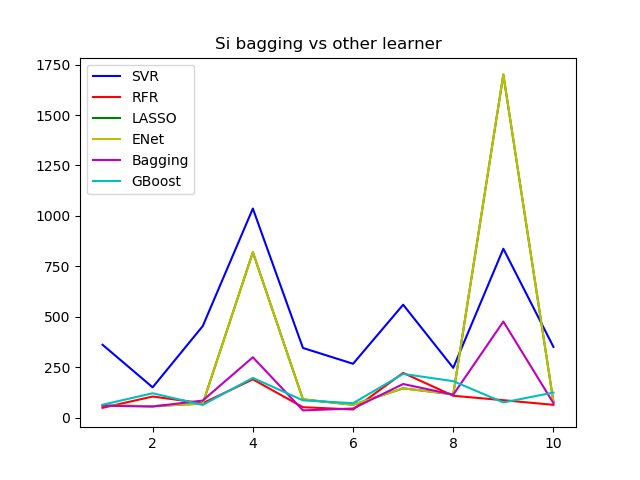 Si bagging vs other learner
1750
1500
1250
1000
750
500
250
0
SVR
RFR
LASSO
ENet
Bagging
GBoost
2 4 6 8 10